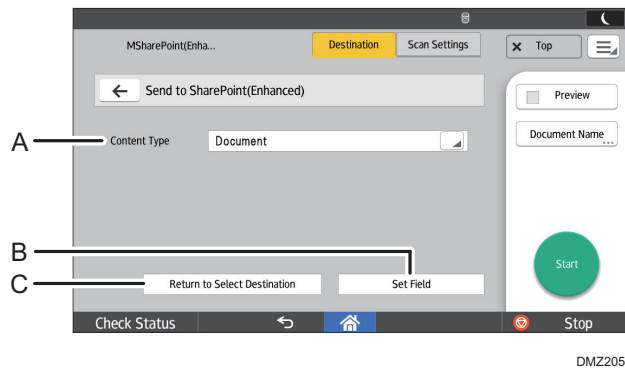 MSharePoint(Enha...
Destination
Scan Settings
Top
Send to SharePoint(Enhanced)
Preview
A
Content Type
Document
Document Name
...
B
Start
C
Return to Select Destination
Set Field
Check Status
Stop
DMZ205